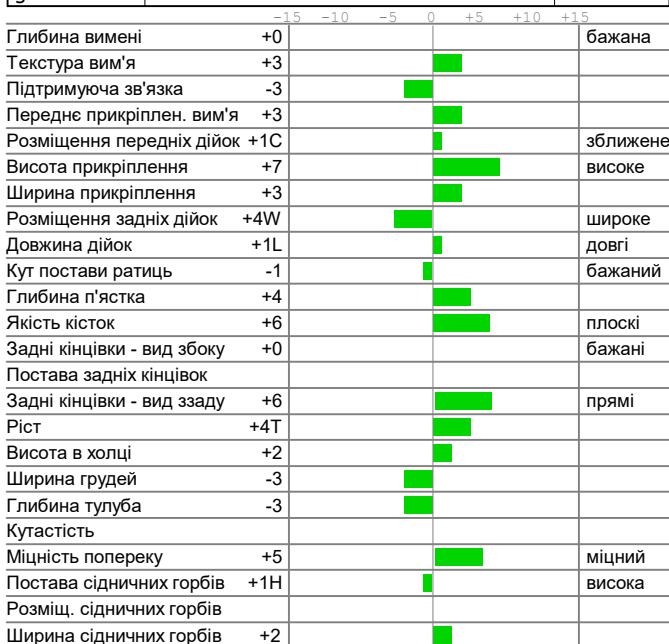 -15 -10 -5 0 +5 +10 +15
Глибина вимені +0 бажана
Текстура вим'я +3
Підтримуюча зв'язка -3
Переднє прикріплен. вим'я +3
Розміщення передніх дійок +1C зближене
Висота прикріплення +7 високе
Ширина прикріплення +3
Розміщення задніх дійок +4W широке
Довжина дійок +1L довгі
Кут постави ратиць -1 бажаний
Глибина п'ястка +4
Якість кісток +6 плоскі
Задні кінцівки - вид збоку +0 бажані
Постава задніх кінцівок
Задні кінцівки - вид ззаду +6 прямі
Ріст +4T
Висота в холці +2
Ширина грудей -3
Глибина тулуба -3
Кутастість
Міцність попереку +5 міцний
Постава сідничних горбів +1H висока
Розміщ. сідничних горбів
Ширина сідничних горбів +2